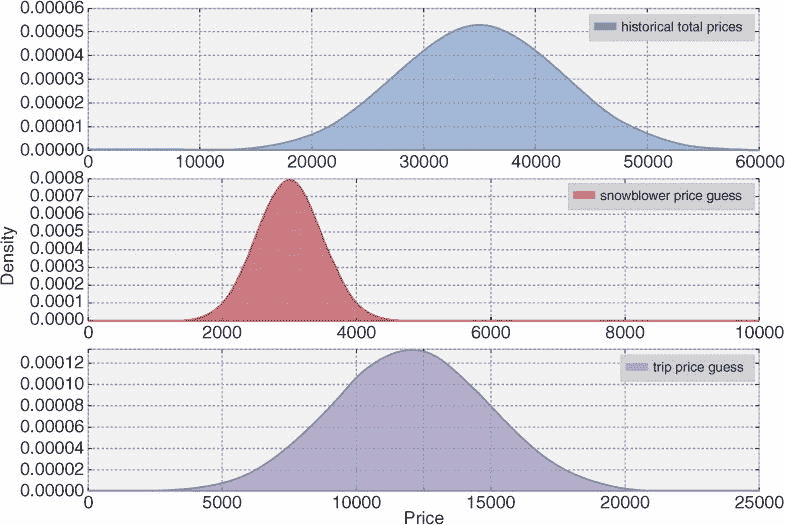 0.00006
historical total prices
0.00005
0.00004
0.00003
0.00002
0.00001
0.00000
0 10000 20000 30000 40000 50000 60000
0.0008
snowblower price guess
0.0007
0.0006
0.0005
0.0004
0.0003
0.0002
0.0001
0.0000
0 2000 4000 6000 8000 10000
Density
trip price guess
0.00012
0.00010
0.00008
0.00006
0.00004
0.00002
0.00000
0 5000 10000 15000 20000 25000
Price